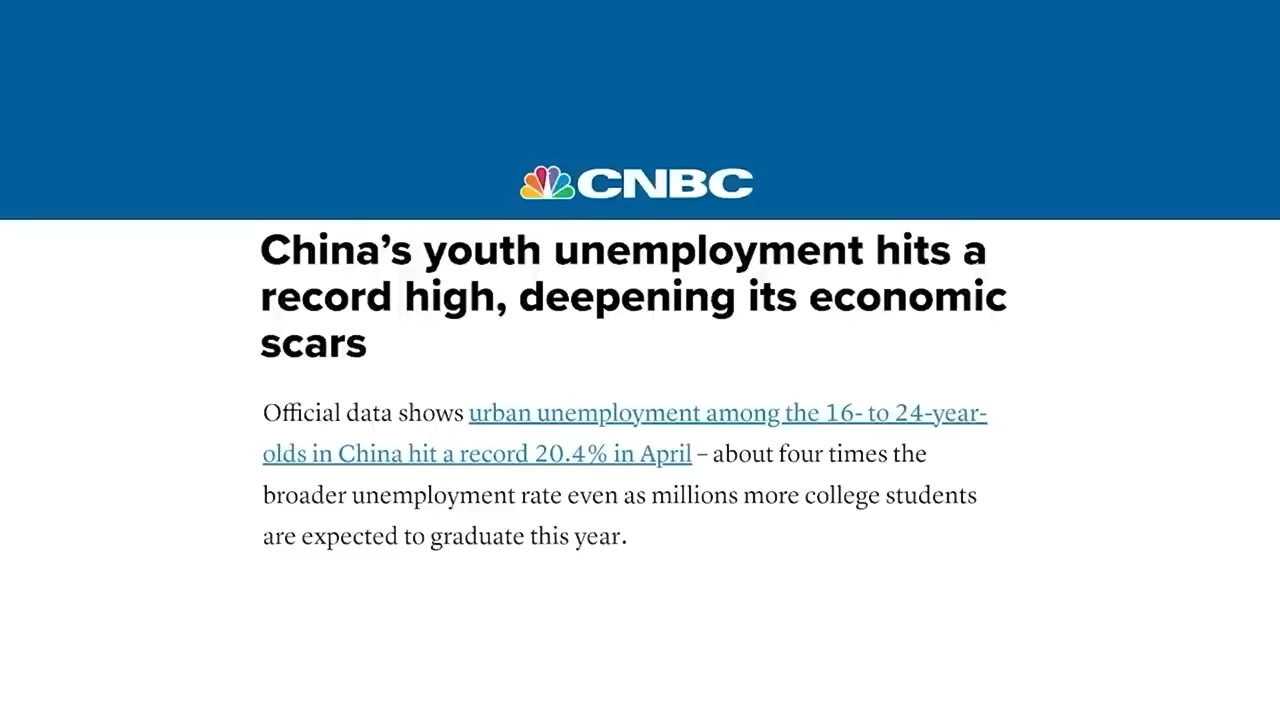 CNBC
China’s youth unemployment hits a
record high, deepening its economic
scars
Official data shows urban unemployment among the 16- to 24-year-
olds in China hit a record 20.4% in April – about four times the
broader unemployment rate even as millions more college students
are expected to graduate this year.